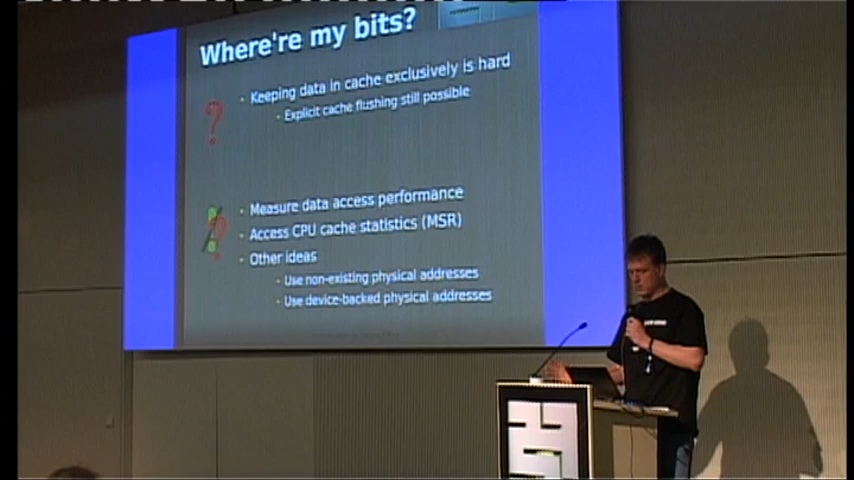 Where're my bits?
Keeping data in cache exclusively is hard
Explicit cache flushing still possible
Measure data access performance
Access CPU cache statistics (MSR)
Other ideas
Use non-existing physical addresses
Use device-backed physical addresses